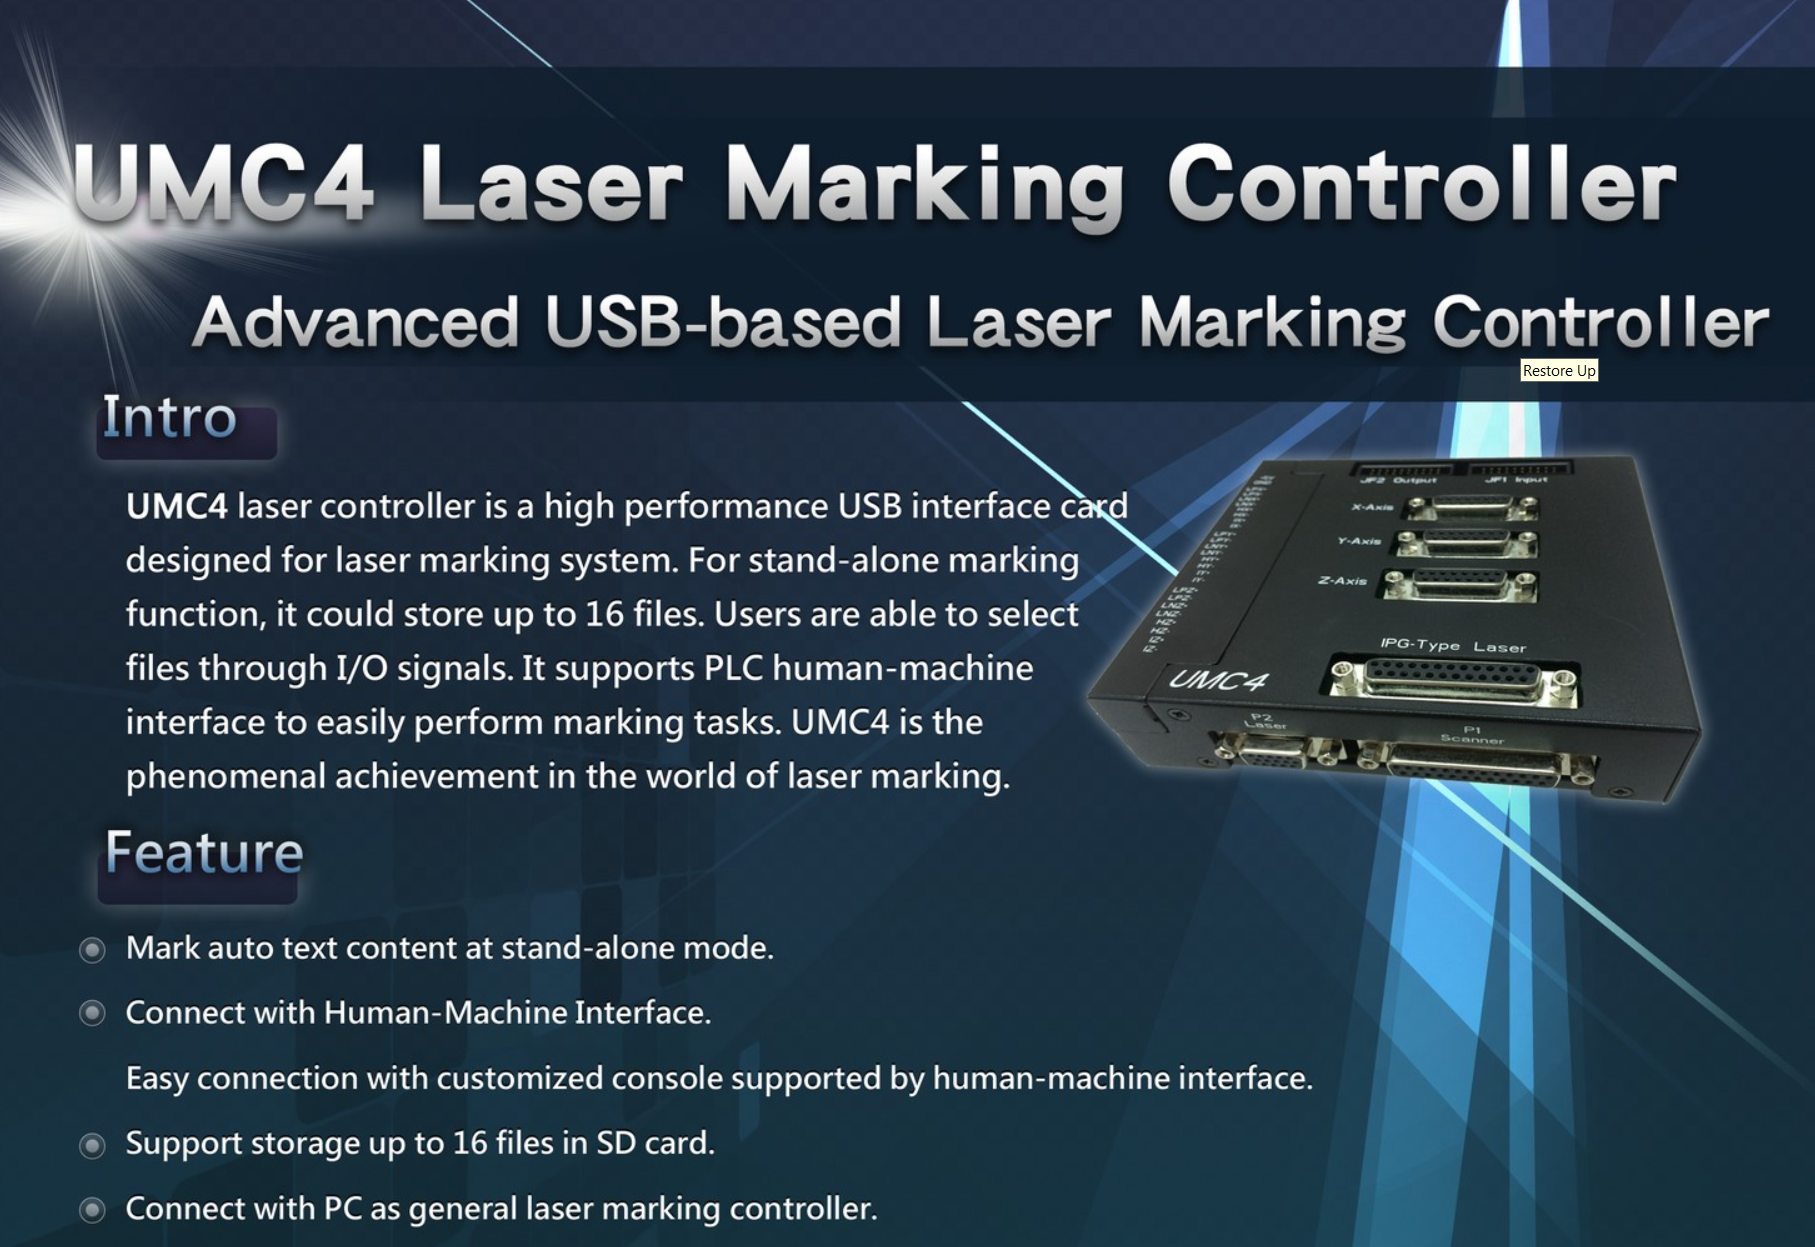 UMC4 Laser Marking Controller
Advanced USB-based Laser Marking Controller
Restore Up
Intro
UMC4 laser controller is a high performance USB interface card
designed for laser marking system. For stand-alone marking
function, it could store up to 16 files. Users are able to select
files through I/O signals. It supports PLC human-machine
interface to easily perform marking tasks. UMC4 is the
phenomenal achievement in the world of laser marking.
JF2 Output JF1 Input
X-Axis
Y-Axis
Z-Axis
IPG-Type Laser
UMC4
P2
Laser
P1
Scanner
Feature
Mark auto text content at stand-alone mode.
Connect with Human-Machine Interface.
Easy connection with customized console supported by human-machine interface.
Support storage up to 16 files in SD card.
Connect with PC as general laser marking controller.